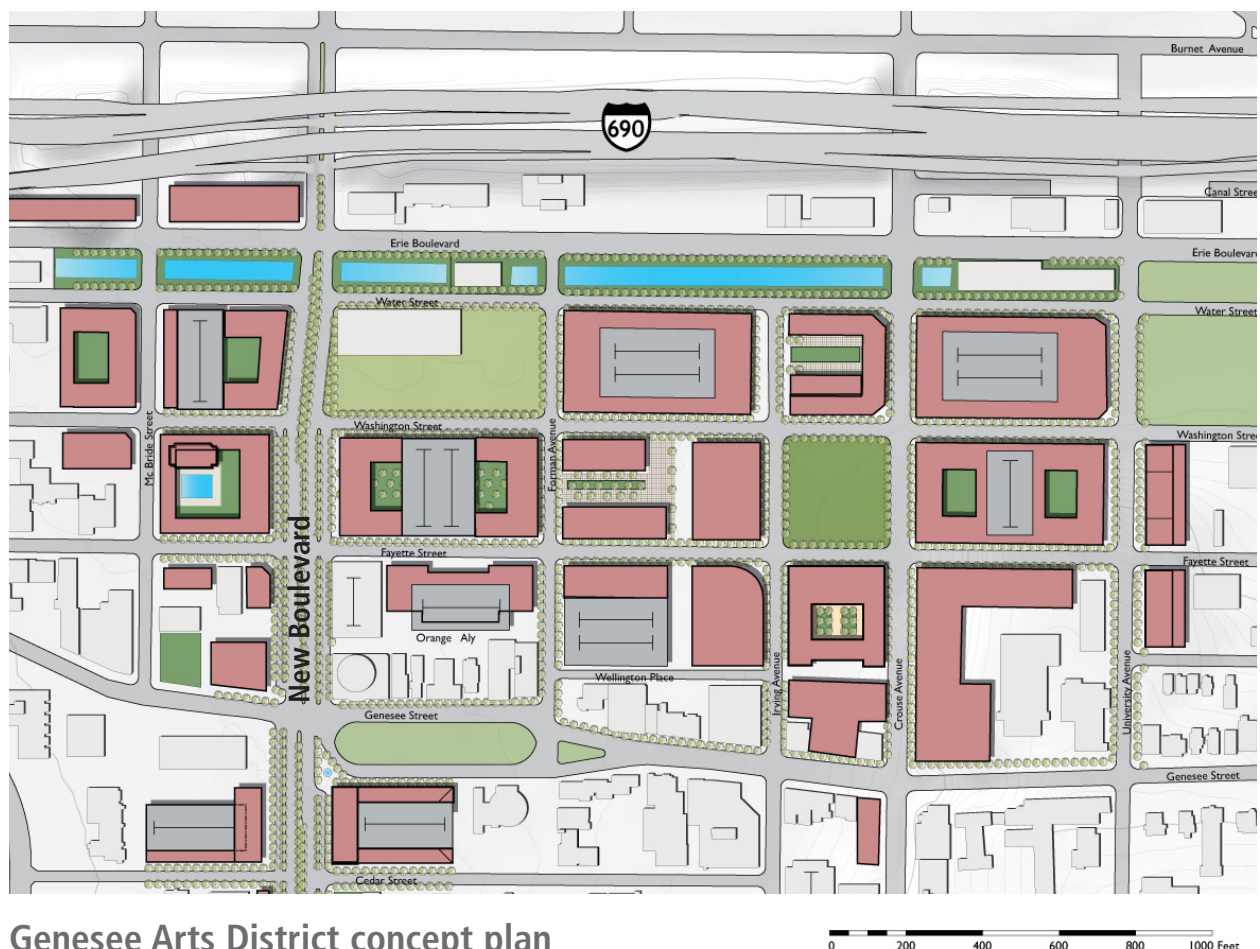 Burnet Avenue
690
Canal Stree
Erie Boulevard
Erie Boulevard
Water Street
Water Street
Mc Bride Street
Washington Street
Forman Avenue
Washington Stree
New Boulevard
Fayette Street
Fayette Street
Orange Aly
Wellington Place
Irving Avenue
Crouse Avenue
University Avenue
Genesee Street
Genesee Street
Cedar Street
Genesee Arts District concept plan
0 200 400 600 800 1000 Feet